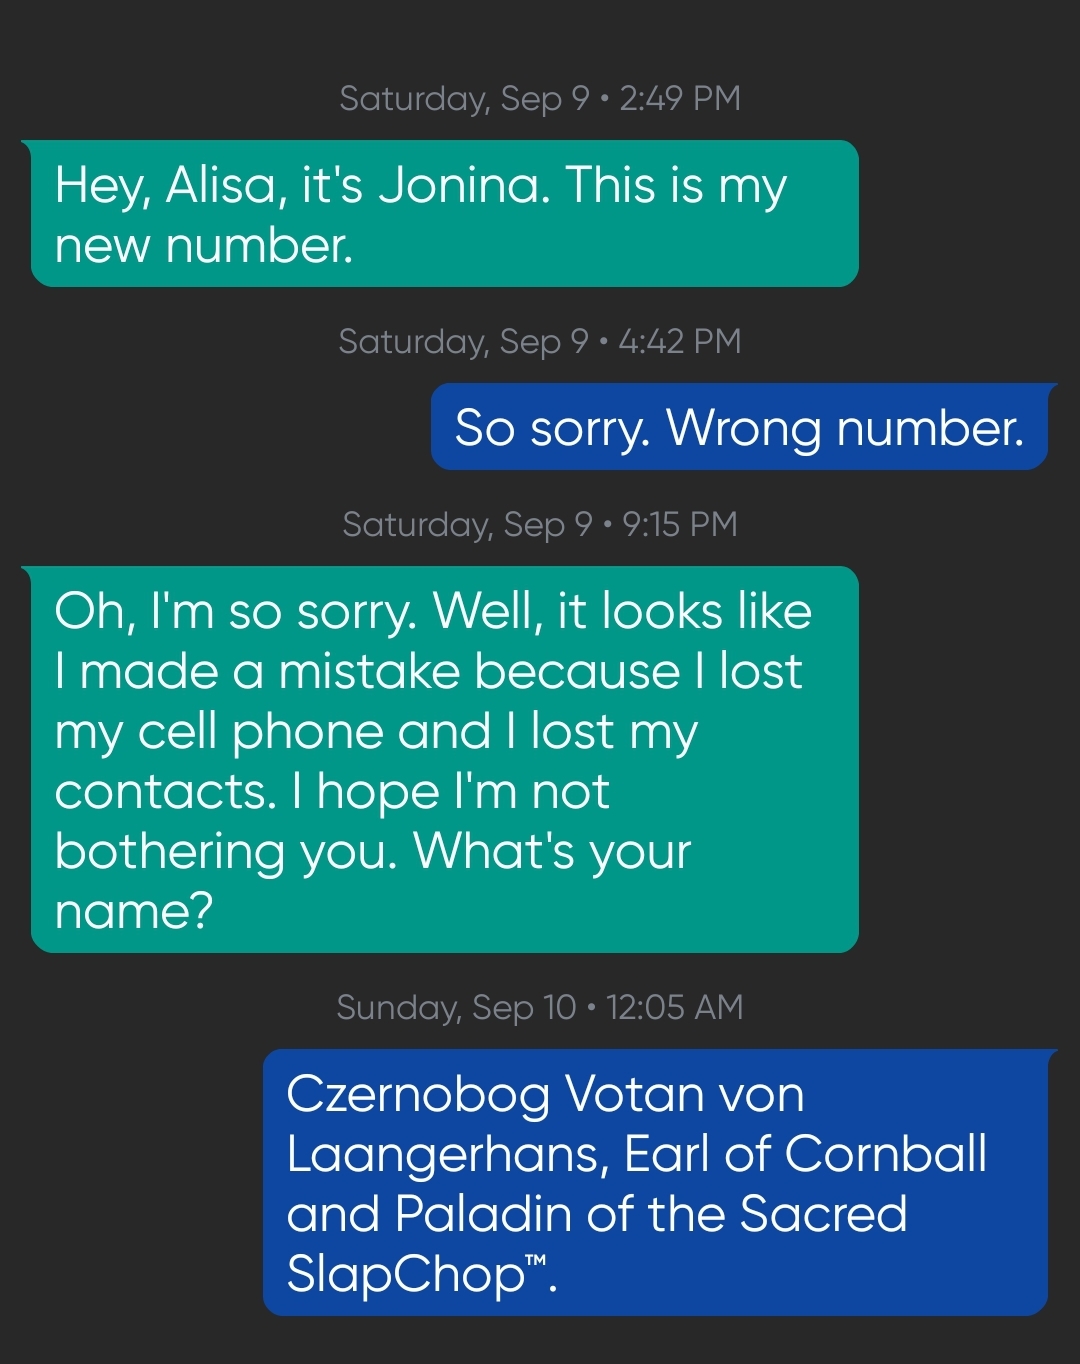 Saturday, Sep 9 • 2:49 PM
Hey, Alisa, it's Jonina. This is my
new number.
Saturday, Sep 9 • 4:42 PM
So sorry. Wrong number.
Saturday, Sep 9 • 9:15 PM
Oh, I'm so sorry. Well, it looks like
I made a mistake because I lost
my cell phone and I lost my
contacts. I hope I'm not
bothering you. What's your
name?
Sunday, Sep 10 • 12:05 AM
Czernobog Votan von
Laangerhans, Earl of Cornball
and Paladin of the Sacred
SlapChop™.